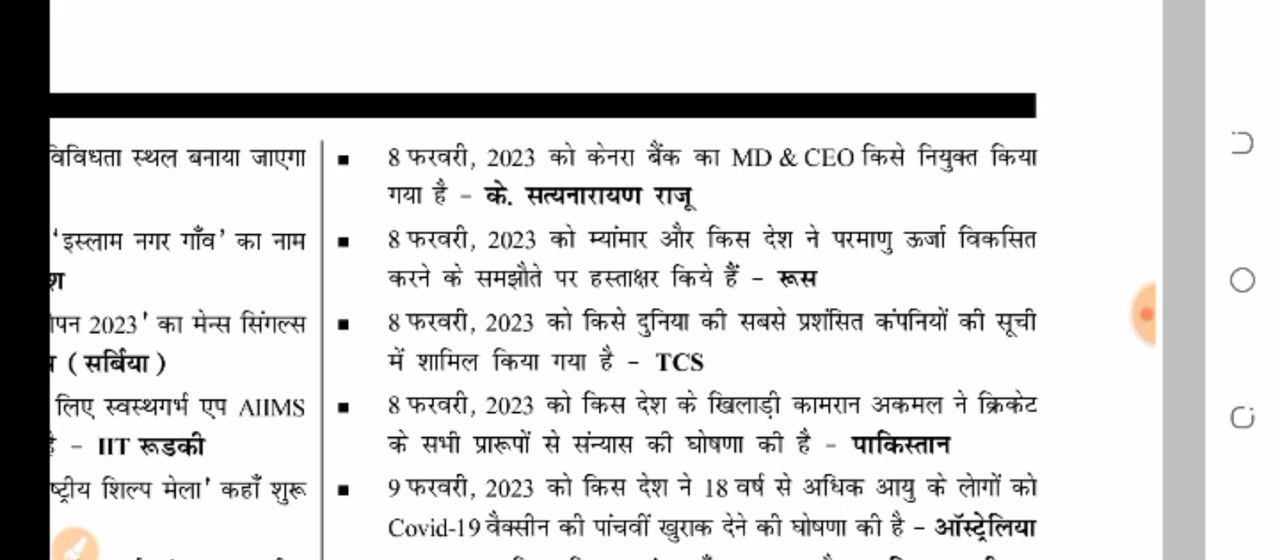 विविधता स्थल बनाया जाएगा
'इस्लाम नगर गाँव' का नाम
2023' का मेन्स सिंगल्स
( सर्बिया )
लिए स्वस्थगर्भ एप AIIMS
– IIT रूडकी
शिल्प मेला' कहाँ शुरू
▪ 8 फरवरी, 2023 को केनरा बैंक का MD & CEO किसे नियुक्त किया
गया है – के. सत्यनारायण राजू
▪ 8 फरवरी, 2023 को म्यांमार और किस देश ने परमाणु ऊर्जा विकसित
करने के समझौते पर हस्ताक्षर किये हैं – रूस
▪ 8 फरवरी, 2023 को किसे दुनिया की सबसे प्रशंसित कंपनियों की सूची
में शामिल किया गया है – TCS
▪ 8 फरवरी, 2023 को किस देश के खिलाड़ी कामरान अकमल ने क्रिकेट
के सभी प्रारूपों से संन्यास की घोषणा की है – पाकिस्तान
▪ 9 फरवरी, 2023 को किस देश ने 18 वर्ष से अधिक आयु के लोगों को
Covid-19 वैक्सीन की पांचवीं खुराक देने की घोषणा की है – ऑस्ट्रेलिया